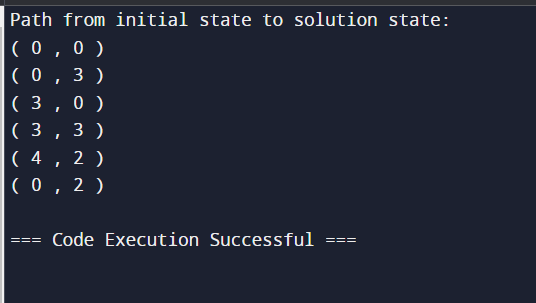 Path from initial state to solution state:
( 0 , 0 )
( 0 , 3 )
( 3 , 0 )
( 3 , 3 )
( 4 , 2 )
( 0 , 2 )
=== Code Execution Successful ===